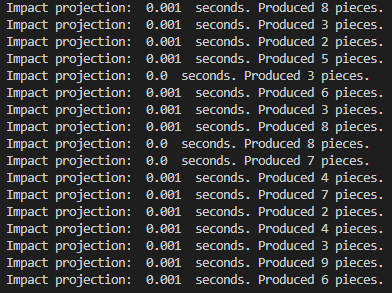 Impact projection:  0.001  seconds. Produced 8 pieces.
Impact projection:  0.001  seconds. Produced 3 pieces.
Impact projection:  0.001  seconds. Produced 2 pieces.
Impact projection:  0.001  seconds. Produced 5 pieces.
Impact projection:  0.0  seconds. Produced 3 pieces.
Impact projection:  0.001  seconds. Produced 6 pieces.
Impact projection:  0.001  seconds. Produced 3 pieces.
Impact projection:  0.001  seconds. Produced 8 pieces.
Impact projection:  0.0  seconds. Produced 8 pieces.
Impact projection:  0.0  seconds. Produced 7 pieces.
Impact projection:  0.001  seconds. Produced 4 pieces.
Impact projection:  0.001  seconds. Produced 7 pieces.
Impact projection:  0.001  seconds. Produced 2 pieces.
Impact projection:  0.001  seconds. Produced 4 pieces.
Impact projection:  0.001  seconds. Produced 3 pieces.
Impact projection:  0.001  seconds. Produced 9 pieces.
Impact projection:  0.001  seconds. Produced 6 pieces.